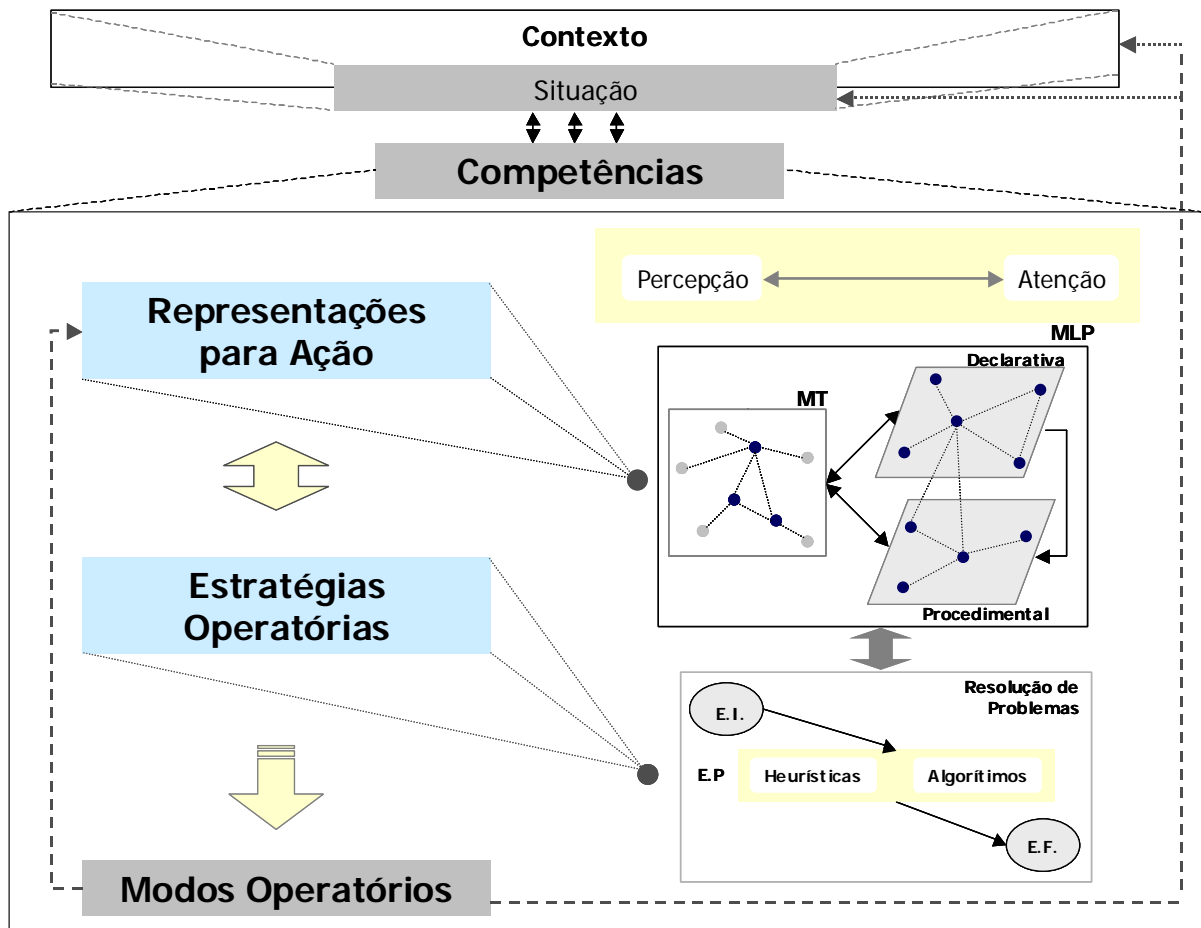 Contexto
Situação
Competências
Percepção
Atenção
Representações
para Ação
MLP
Declarativa
MT
Procedimental
Estratégias
Operatórias
Resolução de
Problemas
E.I.
E.P
Heurísticas
Algorítimos
E.F.
Modos Operatórios